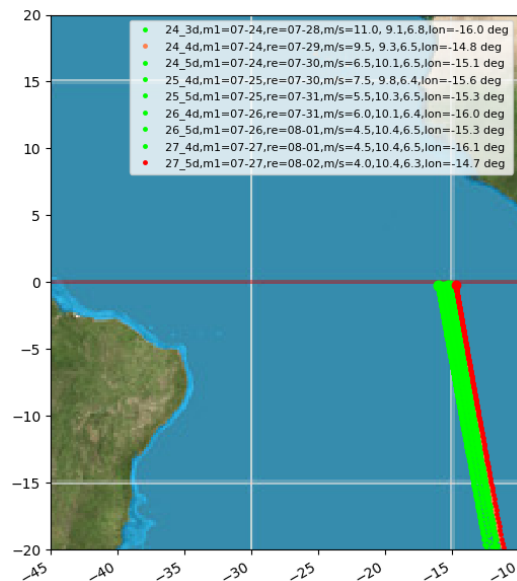 20
15
10
5
0
−5
−10
−15
−20
24_3d,m1=07-24,re=07-28,m/s=11.0, 9.1,6.8,lon=-16.0 deg
24_4d,m1=07-24,re=07-29,m/s=9.5, 9.3,6.5,lon=-14.8 deg
24_5d,m1=07-24,re=07-30,m/s=6.5,10.1,6.5,lon=-15.1 deg
25_4d,m1=07-25,re=07-30,m/s=7.5, 9.8,6.4,lon=-15.6 deg
25_5d,m1=07-25,re=07-31,m/s=5.5,10.3,6.5,lon=-15.3 deg
26_4d,m1=07-26,re=07-31,m/s=6.0,10.1,6.4,lon=-16.0 deg
26_5d,m1=07-26,re=08-01,m/s=4.5,10.4,6.5,lon=-15.3 deg
27_4d,m1=07-27,re=08-01,m/s=4.5,10.4,6.5,lon=-16.1 deg
27_5d,m1=07-27,re=08-02,m/s=4.0,10.4,6.3,lon=-14.7 deg
−45
−40
−35
−30
−25
−20
−15
−10